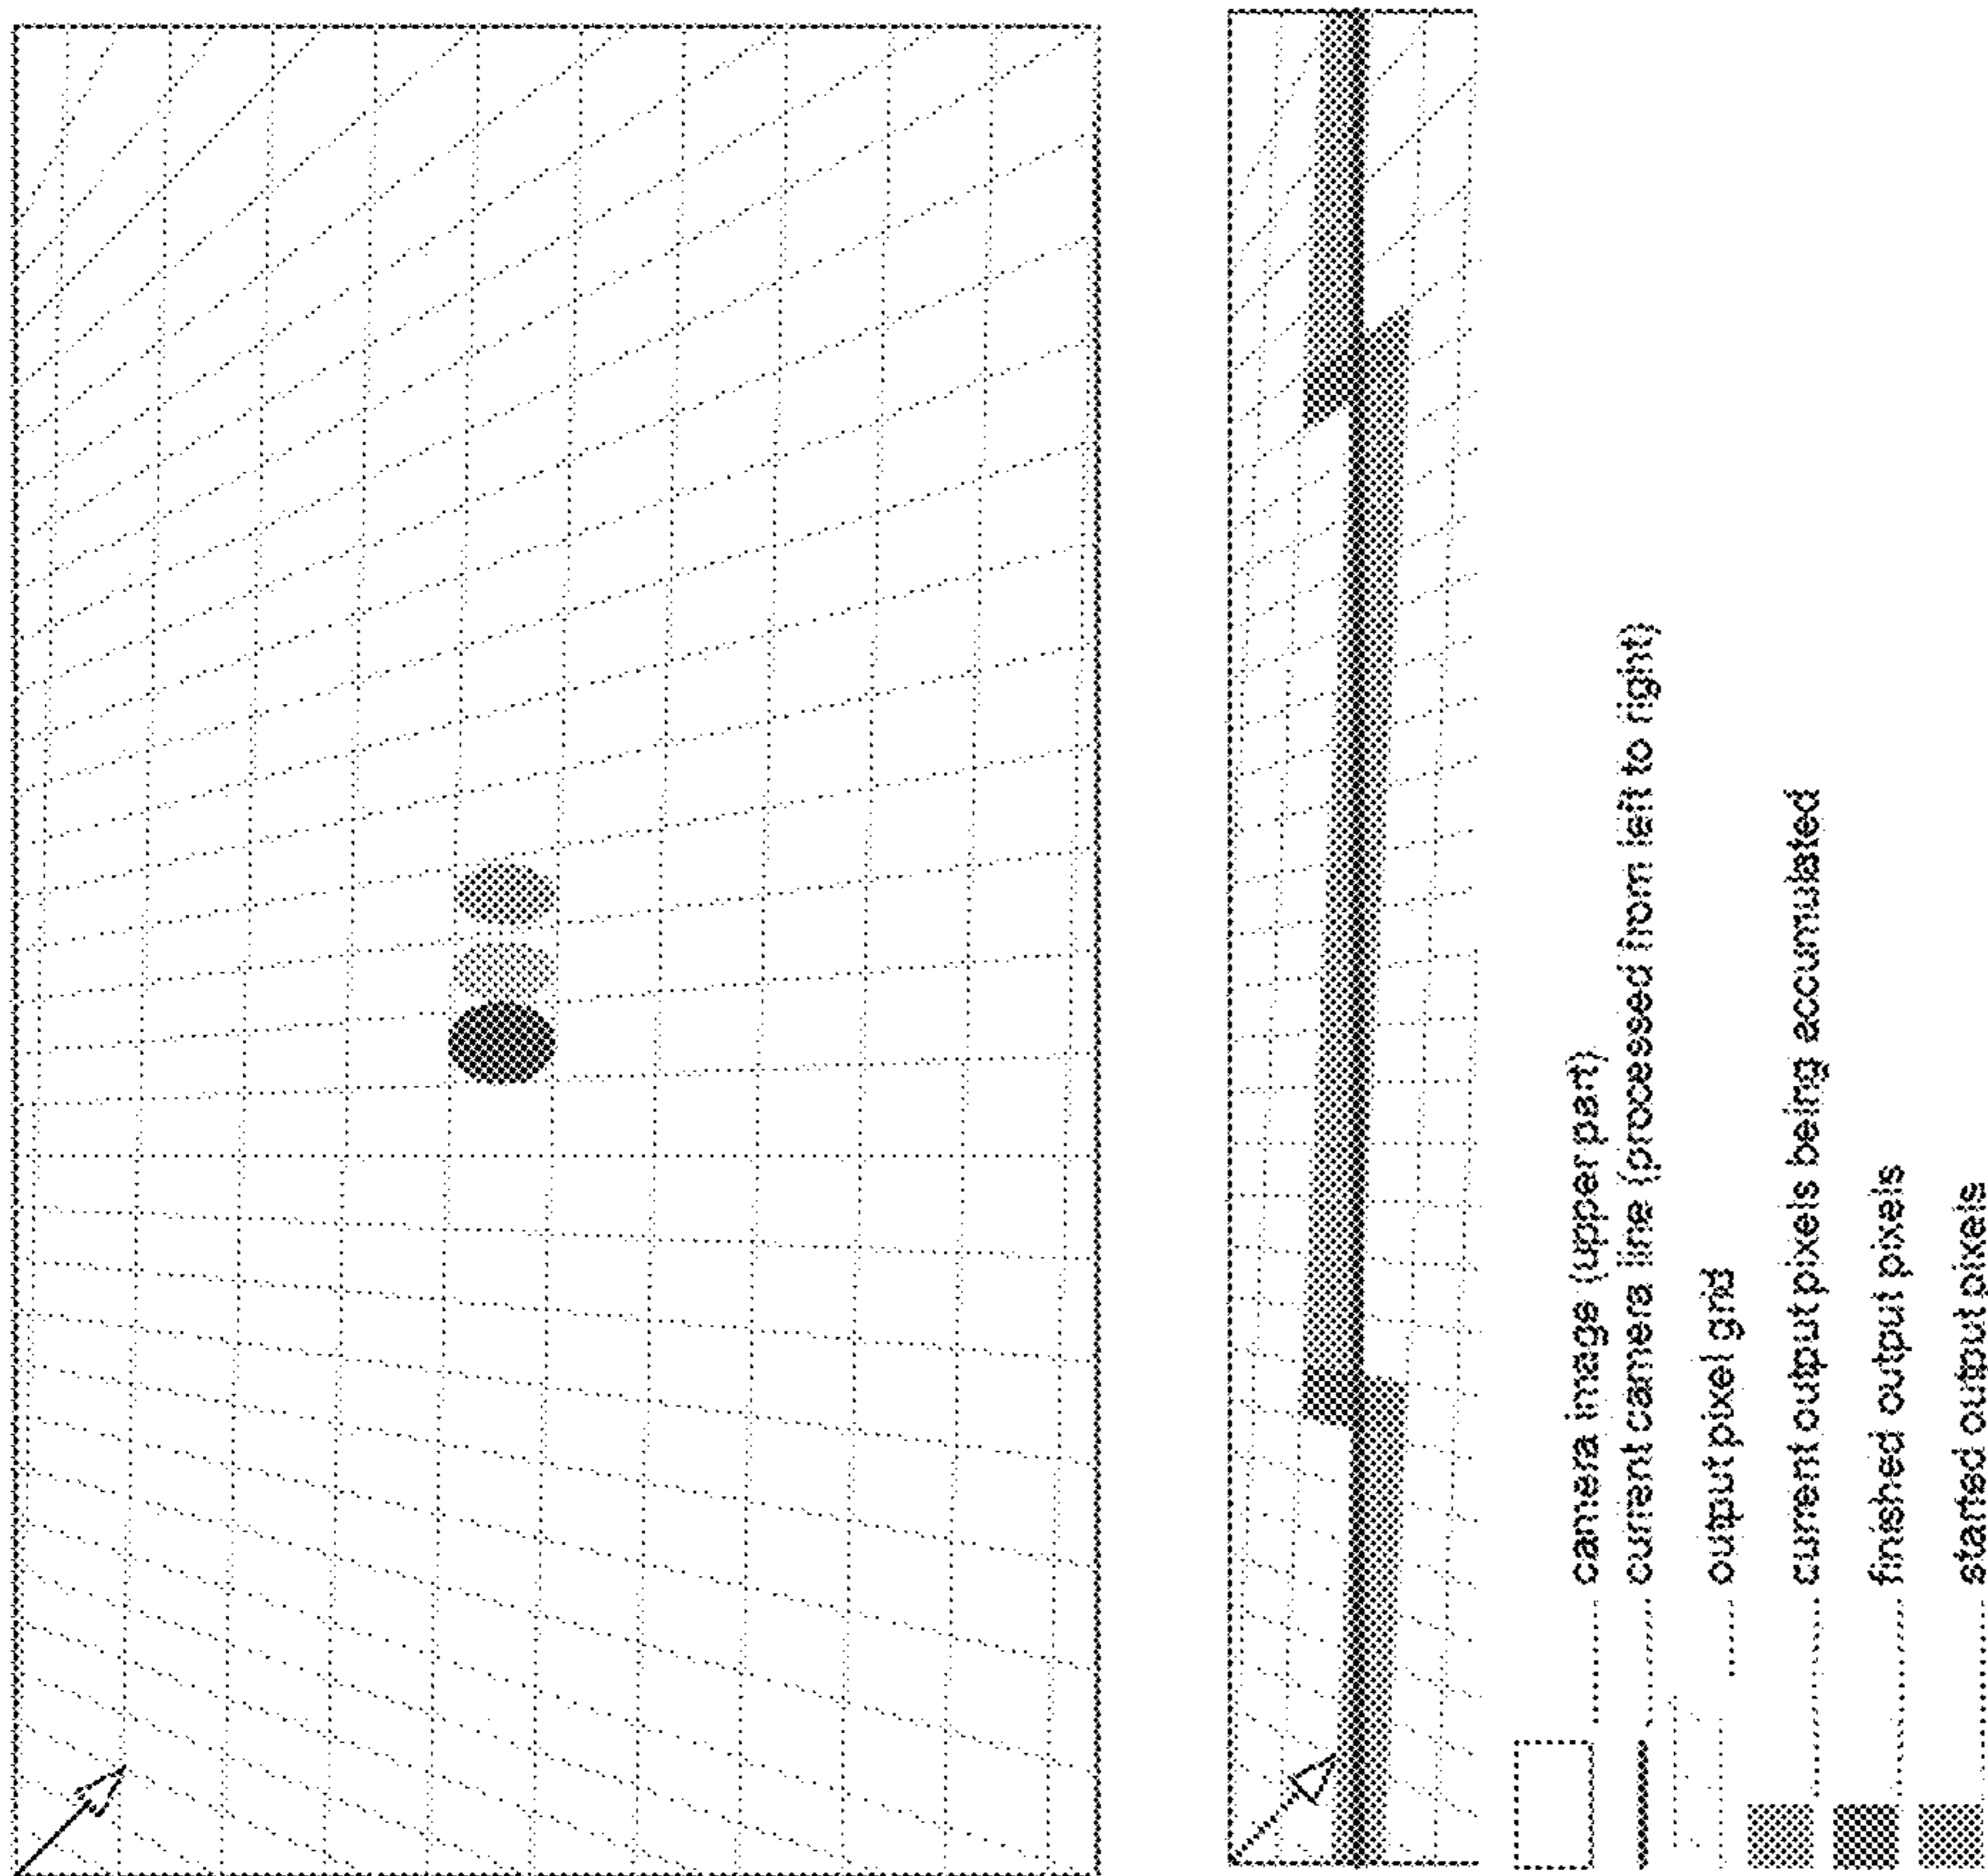 camera image (upper part)
current camera line (processed from left to right)
output pixel grid
current output pixels being accumulated
finished output pixels
started output pixels